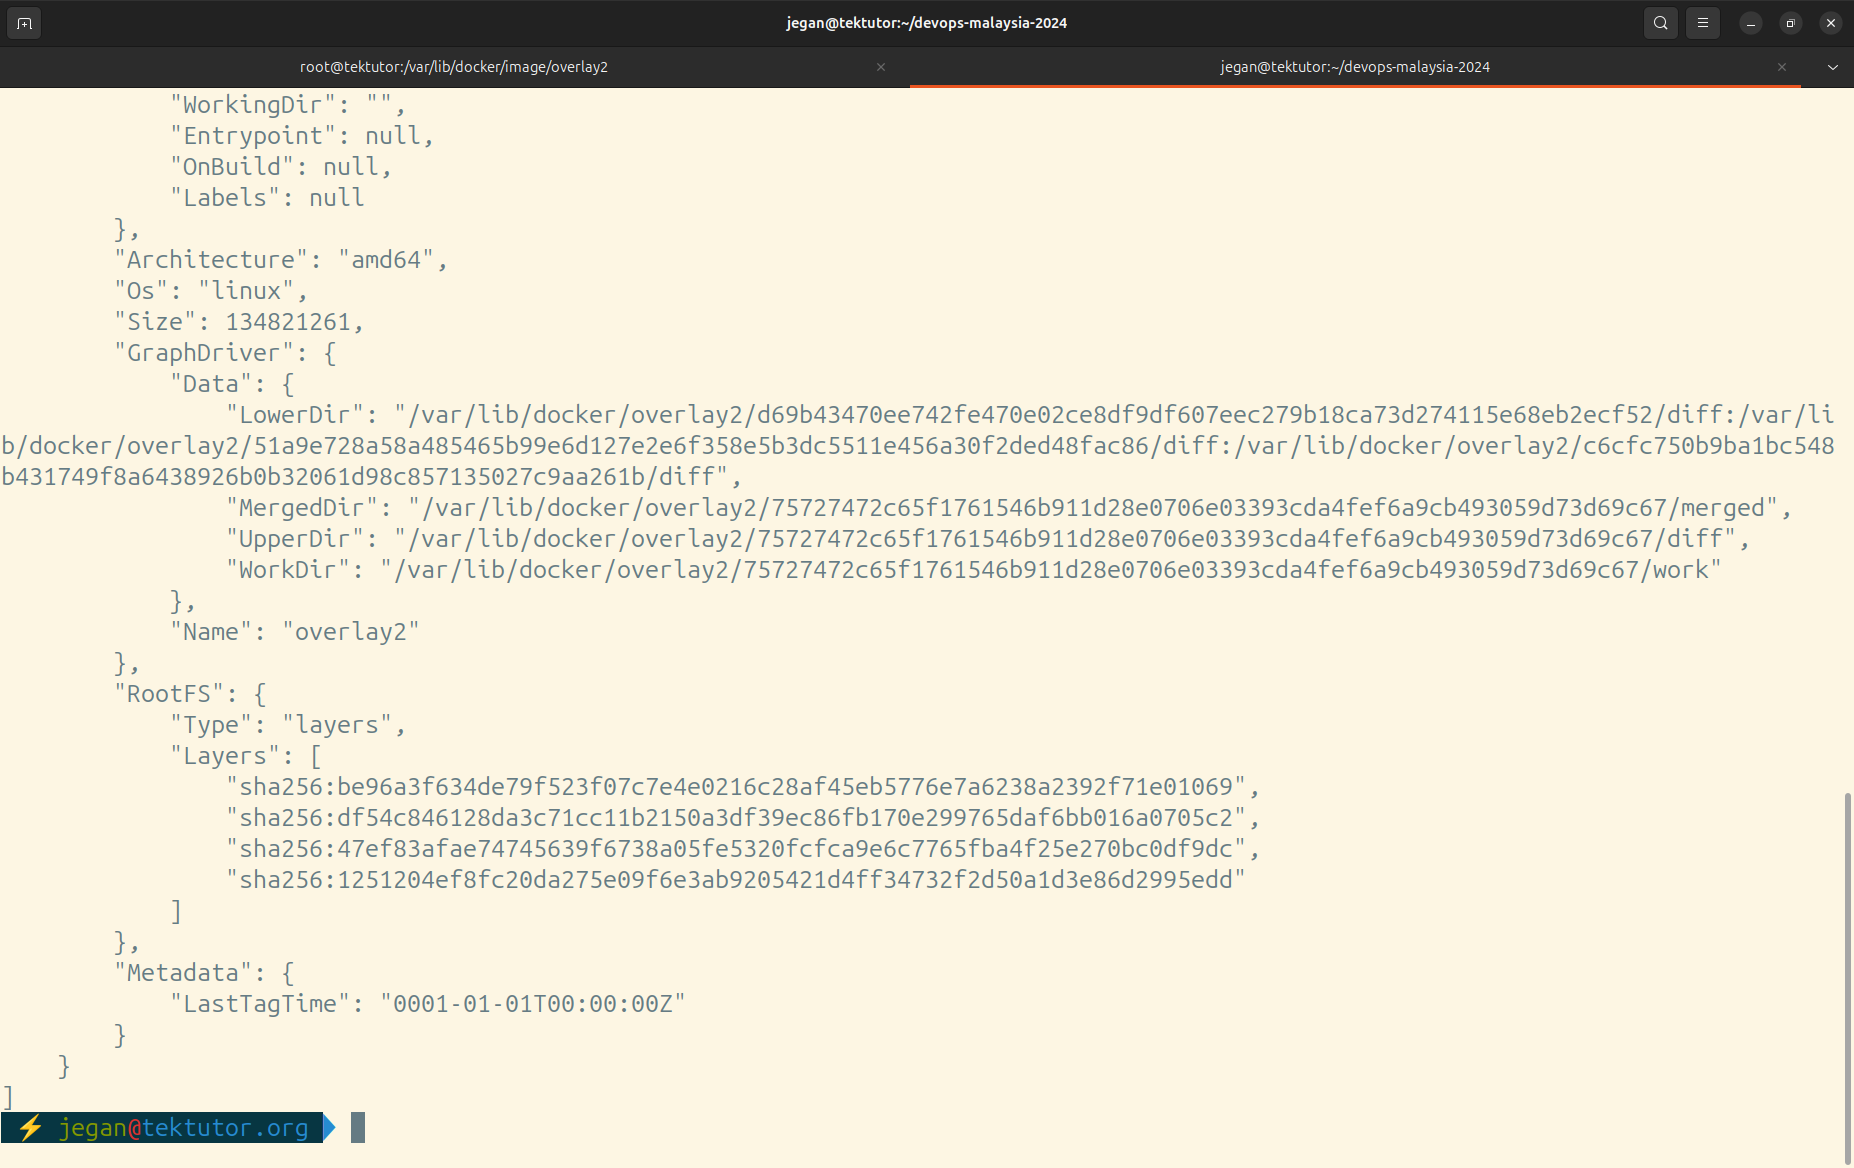 jegan@tektutor:~/devops-malaysia-2024
root@tektutor:/var/lib/docker/image/overlay2
jegan@tektutor:~/devops-malaysia-2024
"WorkingDir": "",
"Entrypoint": null,
"OnBuild": null,
"Labels": null
},
"Architecture": "amd64",
"Os": "linux",
"Size": 134821261,
"GraphDriver": {
"Data": {
"LowerDir": "/var/lib/docker/overlay2/d69b43470ee742fe470e02ce8df9df607eec279b18ca73d274115e68eb2ecf52/diff:/var/li
b/docker/overlay2/51a9e728a58a485465b99e6d127e2e6f358e5b3dc5511e456a30f2ded48fac86/diff:/var/lib/docker/overlay2/c6cfc750b9ba1bc548
b431749f8a6438926b0b32061d98c857135027c9aa261b/diff",
"MergedDir": "/var/lib/docker/overlay2/75727472c65f1761546b911d28e0706e03393cda4fef6a9cb493059d73d69c67/merged",
"UpperDir": "/var/lib/docker/overlay2/75727472c65f1761546b911d28e0706e03393cda4fef6a9cb493059d73d69c67/diff",
"WorkDir": "/var/lib/docker/overlay2/75727472c65f1761546b911d28e0706e03393cda4fef6a9cb493059d73d69c67/work"
},
"Name": "overlay2"
},
"RootFS": {
"Type": "layers",
"Layers": [
"sha256:be96a3f634de79f523f07c7e4e0216c28af45eb5776e7a6238a2392f71e01069",
"sha256:df54c846128da3c71cc11b2150a3df39ec86fb170e299765daf6bb016a0705c2",
"sha256:47ef83afae74745639f6738a05fe5320fcfca9e6c7765fba4f25e270bc0df9dc",
"sha256:1251204ef8fc20da275e09f6e3ab9205421d4ff34732f2d50a1d3e86d2995edd"
]
},
"Metadata": {
"LastTagTime": "0001-01-01T00:00:00Z"
}
}
]
⚡ jegan@tektutor.org